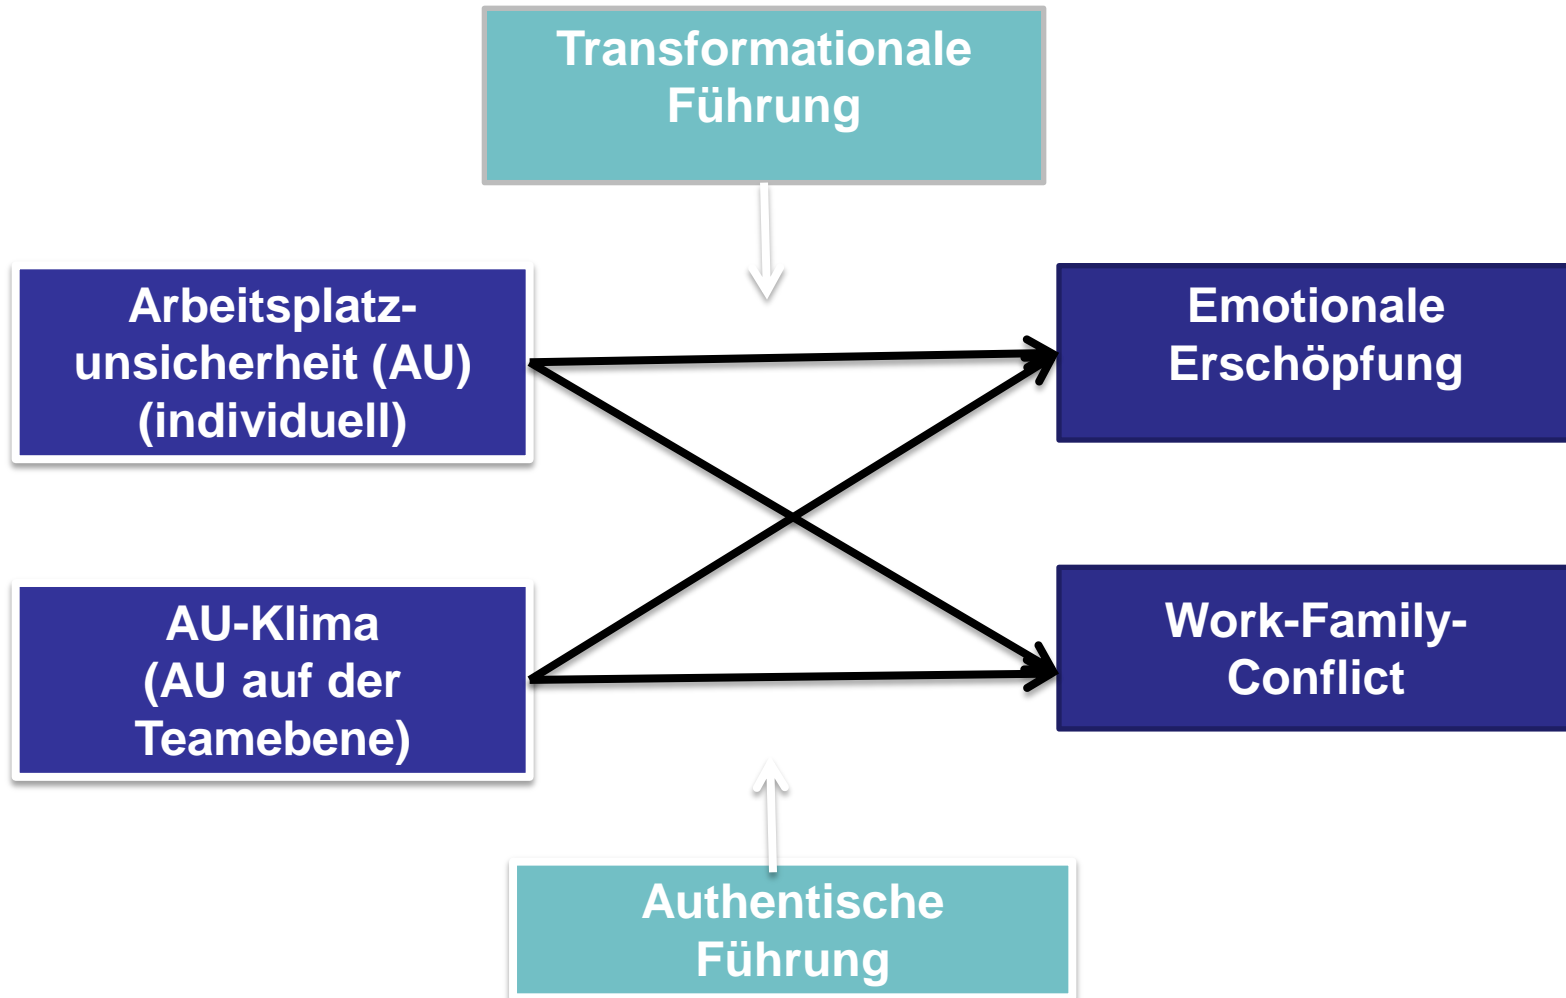 Transformationale
Führung
Arbeitsplatz-
unsicherheit (AU)
(individuell)
Emotionale
Erschöpfung
AU-Klima
(AU auf der
Teamebene)
Work-Family-
Conflict
Authentische
Führung